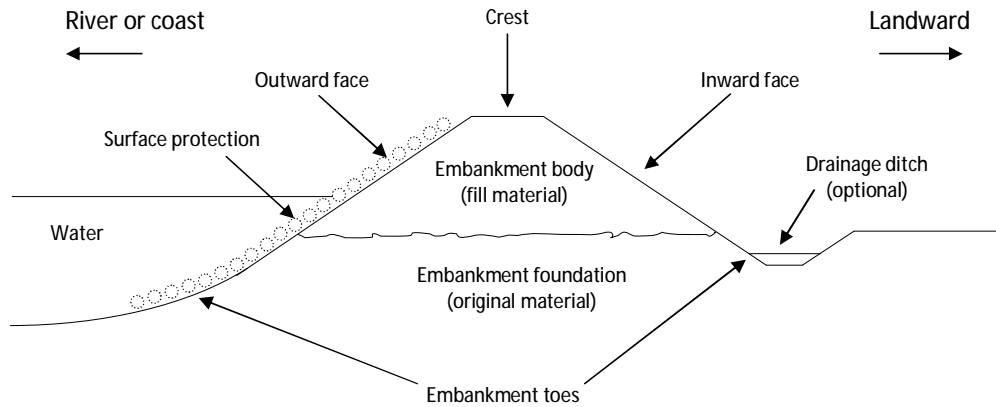 River or coast
Crest
Landward
Outward face
Inward face
Surface protection
Embankment body
(fill material)
Drainage ditch
(optional)
Water
Embankment foundation
(original material)
Embankment toes